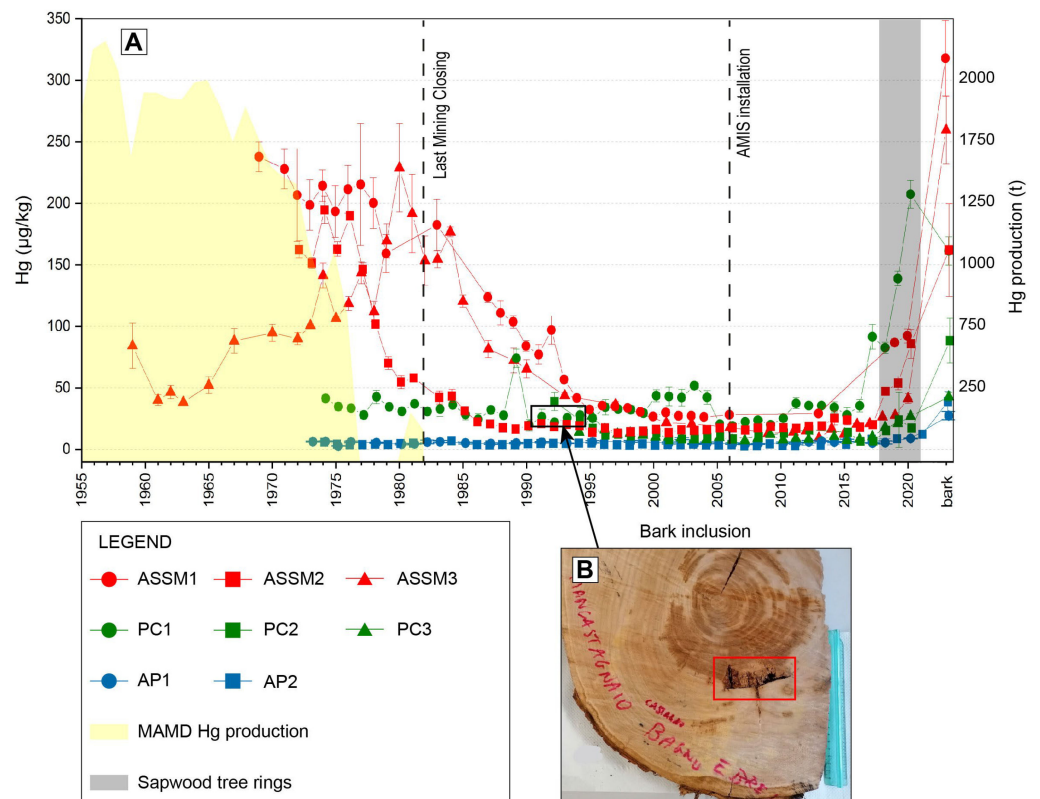 A
350
300
250
200
150
100
50
0
Hg (µg/kg)
Last Mining Closing
AMIS installation
2000
1750
1500
1250
1000
750
500
250
Hg production (t)
1955
1960
1965
1970
1975
1980
1985
1990
1995
2000
2005
2010
2015
2020
bark
Bark inclusion
LEGEND
ASSM1 ASSM2 ASSM3
PC1 PC2 PC3
AP1 AP2
MAMD Hg production
Sapwood tree rings
B
BAGNO